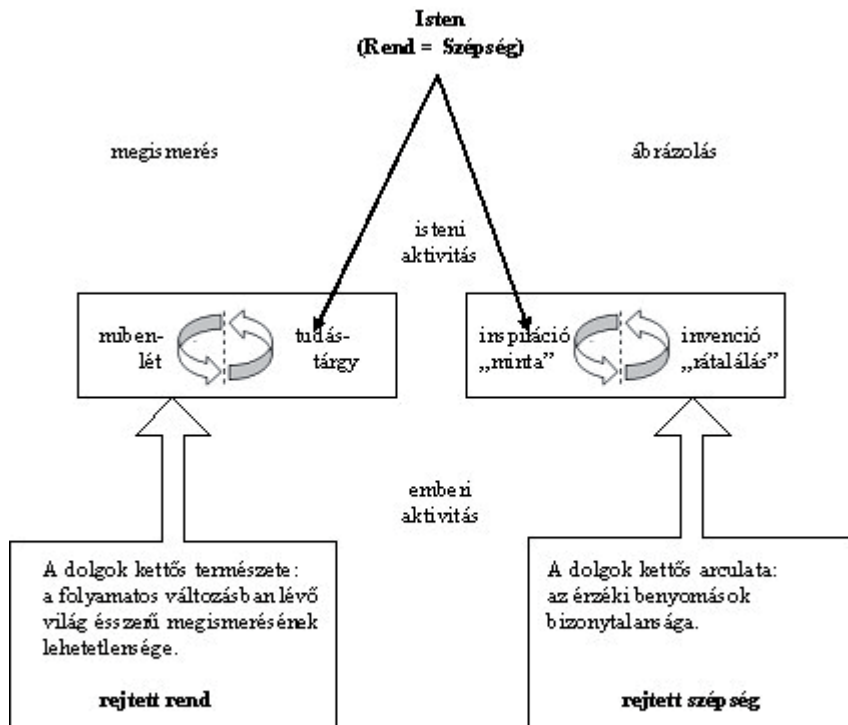 Isten
(Rend = Szépség)
megismerés
ábrázolás
isteni
aktivitás
miben-
lét
tudás-
tárgy
inspiráció
„minta”
invenció
„rátalálás”
emberi
aktivitás
A dolgok kettős természete:
a folyamatos változásban lévő
világ ésszerű megismerésének
lehetetlensége.
rejtett rend
A dolgok kettős arculata:
az érzéki benyomások
bizonytalansága.
rejtett szépség